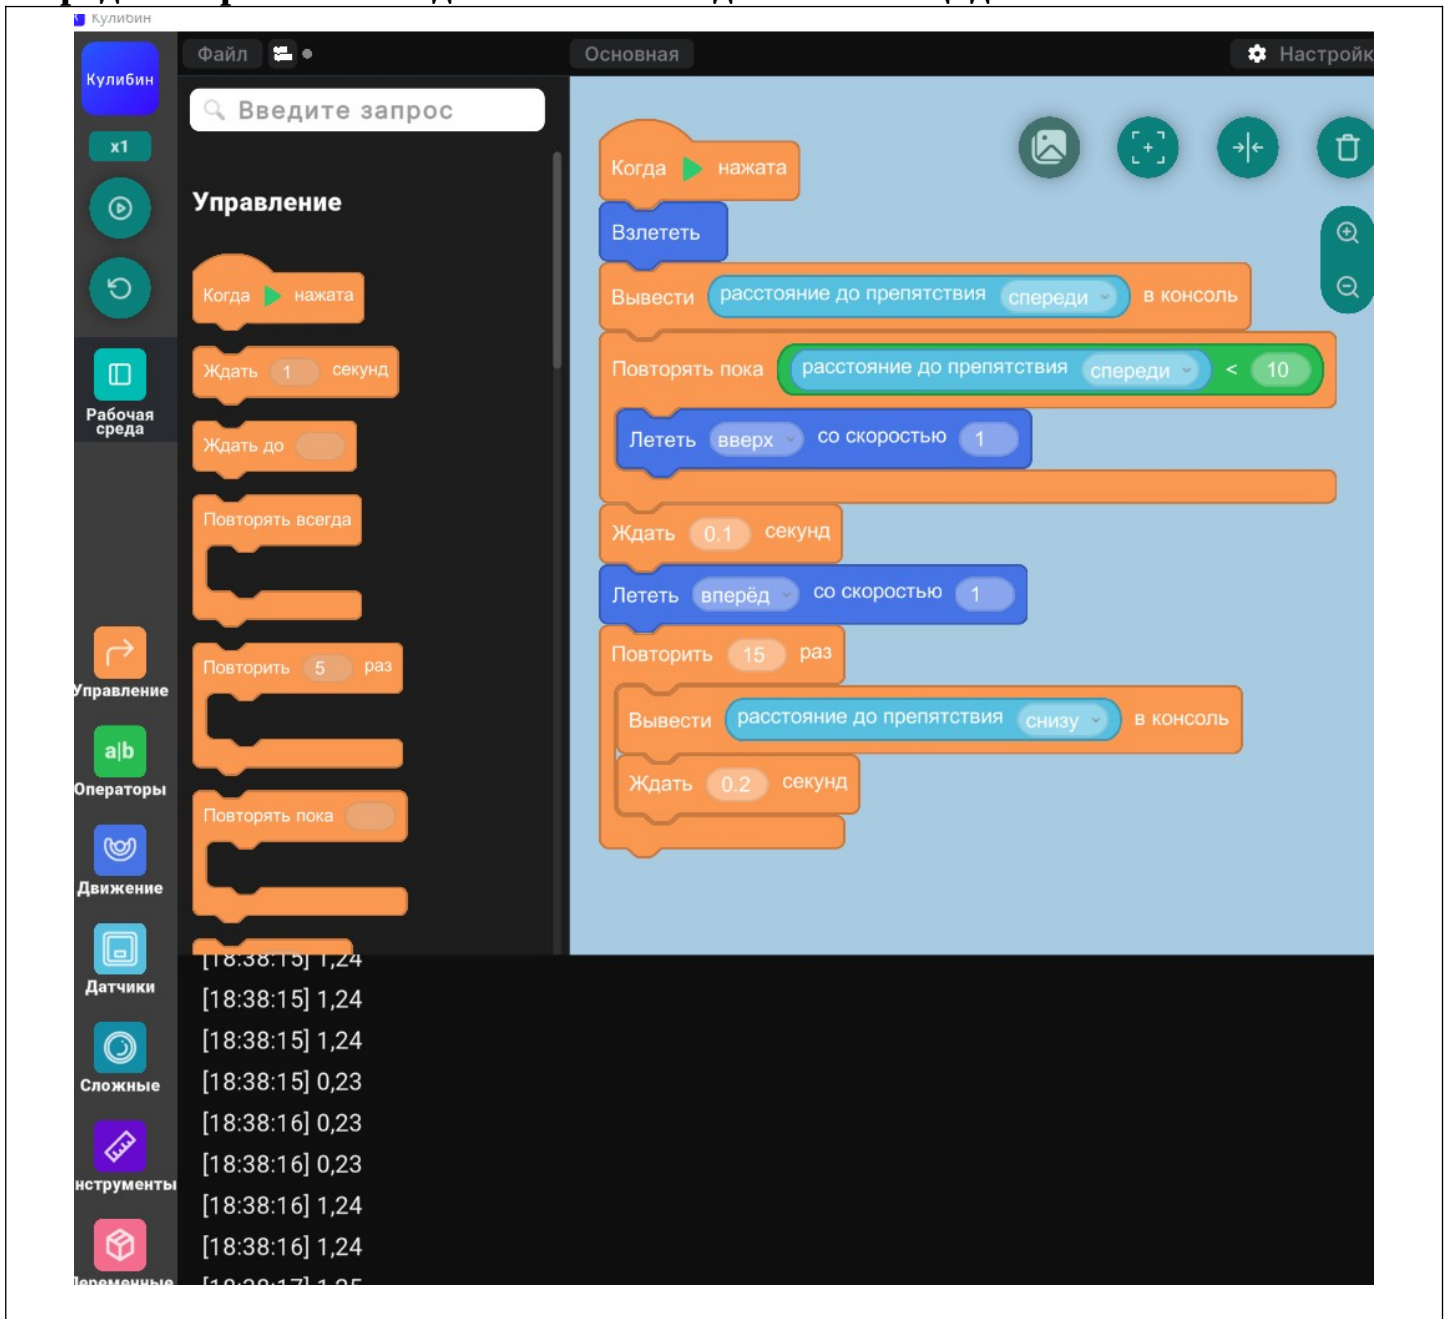 Кулибин
Файл
Основная
Настройк
Кулибин
Введите запрос
x1
Управление
Когда нажата
Ждать 1 секунд
Рабочая
среда
Ждать до
Повторять всегда
Повторить 5 раз
Повторять пока
Управление
a|b
Операторы
Движение
Датчики
Сложные
нструменты
Когда нажата
Взлететь
Вывести расстояние до препятствия спереди в консоль
Повторять пока расстояние до препятствия спереди < 10
Лететь вверх со скоростью 1
Ждать 0.1 секунд
Лететь вперёд со скоростью 1
Повторить 15 раз
Вывести расстояние до препятствия снизу в консоль
Ждать 0.2 секунд
[18:38:15] 1,24
[18:38:15] 1,24
[18:38:15] 1,24
[18:38:15] 0,23
[18:38:16] 0,23
[18:38:16] 0,23
[18:38:16] 1,24
[18:38:16] 1,24